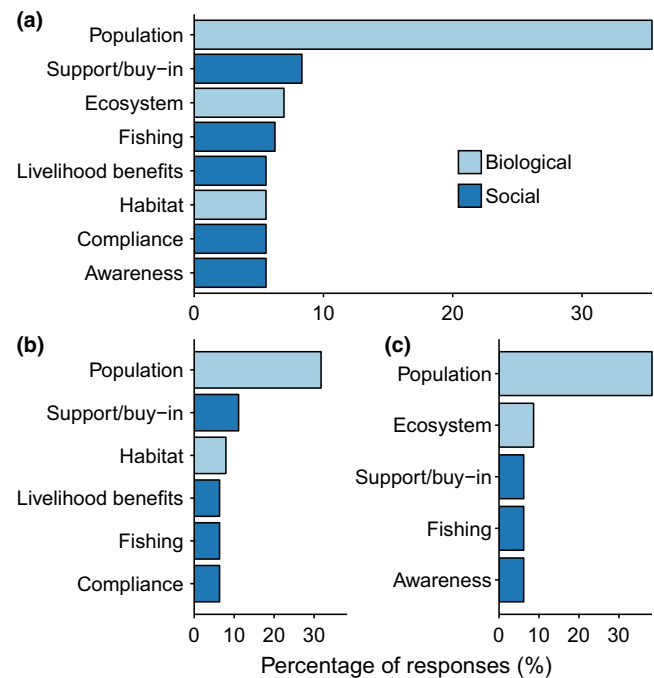 (a)
Population
Support/buy−in
Ecosystem
Fishing
Livelihood benefits
Habitat
Compliance
Awareness
Biological
Social
0 10 20 30
(b)
Population
Support/buy−in
Habitat
Livelihood benefits
Fishing
Compliance
0 10 20 30
(c)
Population
Ecosystem
Support/buy−in
Fishing
Awareness
0 10 20 30
Percentage of responses (%)